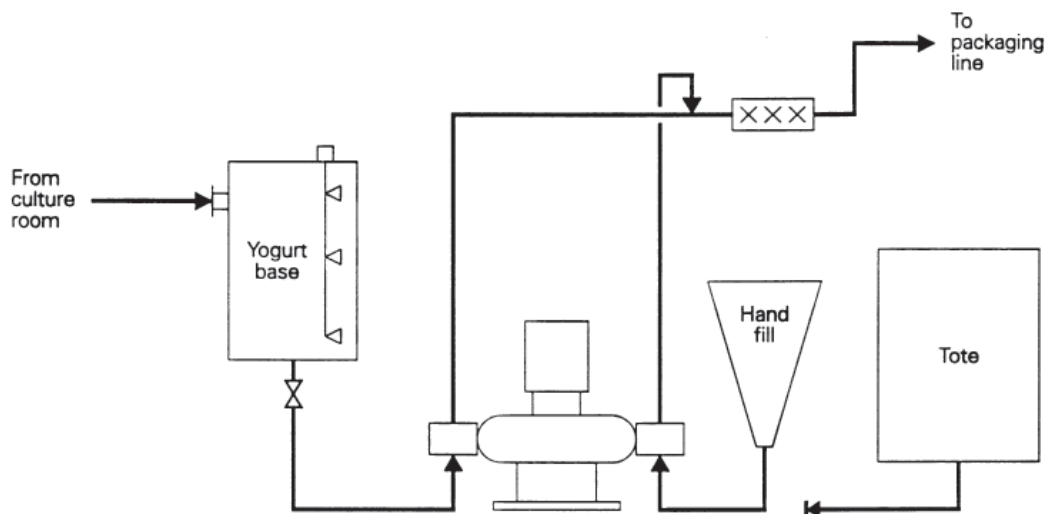 To
packaging
line
From
culture
room
Yogurt
base
Hand
fill
Tote